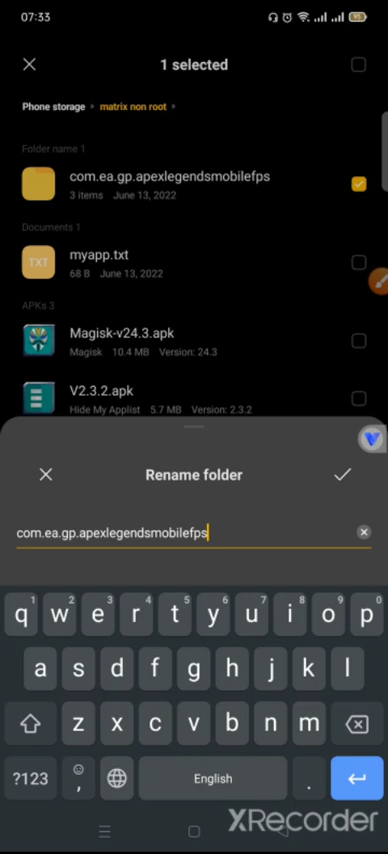 07:33
95
1 selected
Phone storage
matrix non root
Folder name 1
com.ea.gp.apexlegendsmobilefps
3 items June 13, 2022
Documents 1
TXT
myapp.txt
68 B June 13, 2022
APKs 3
Magisk-v24.3.apk
Magisk 10.4 MB Version: 24.3
V2.3.2.apk
Hide My Applist 5.7 MB Version: 2.3.2
Rename folder
com.ea.gp.apexlegendsmobilefps
1 2 3 4 5 6 7 8 9 0
q w e r t y u i o p
a s d f g h j k l
z x c v b n m
?123 , English .
XRecorder